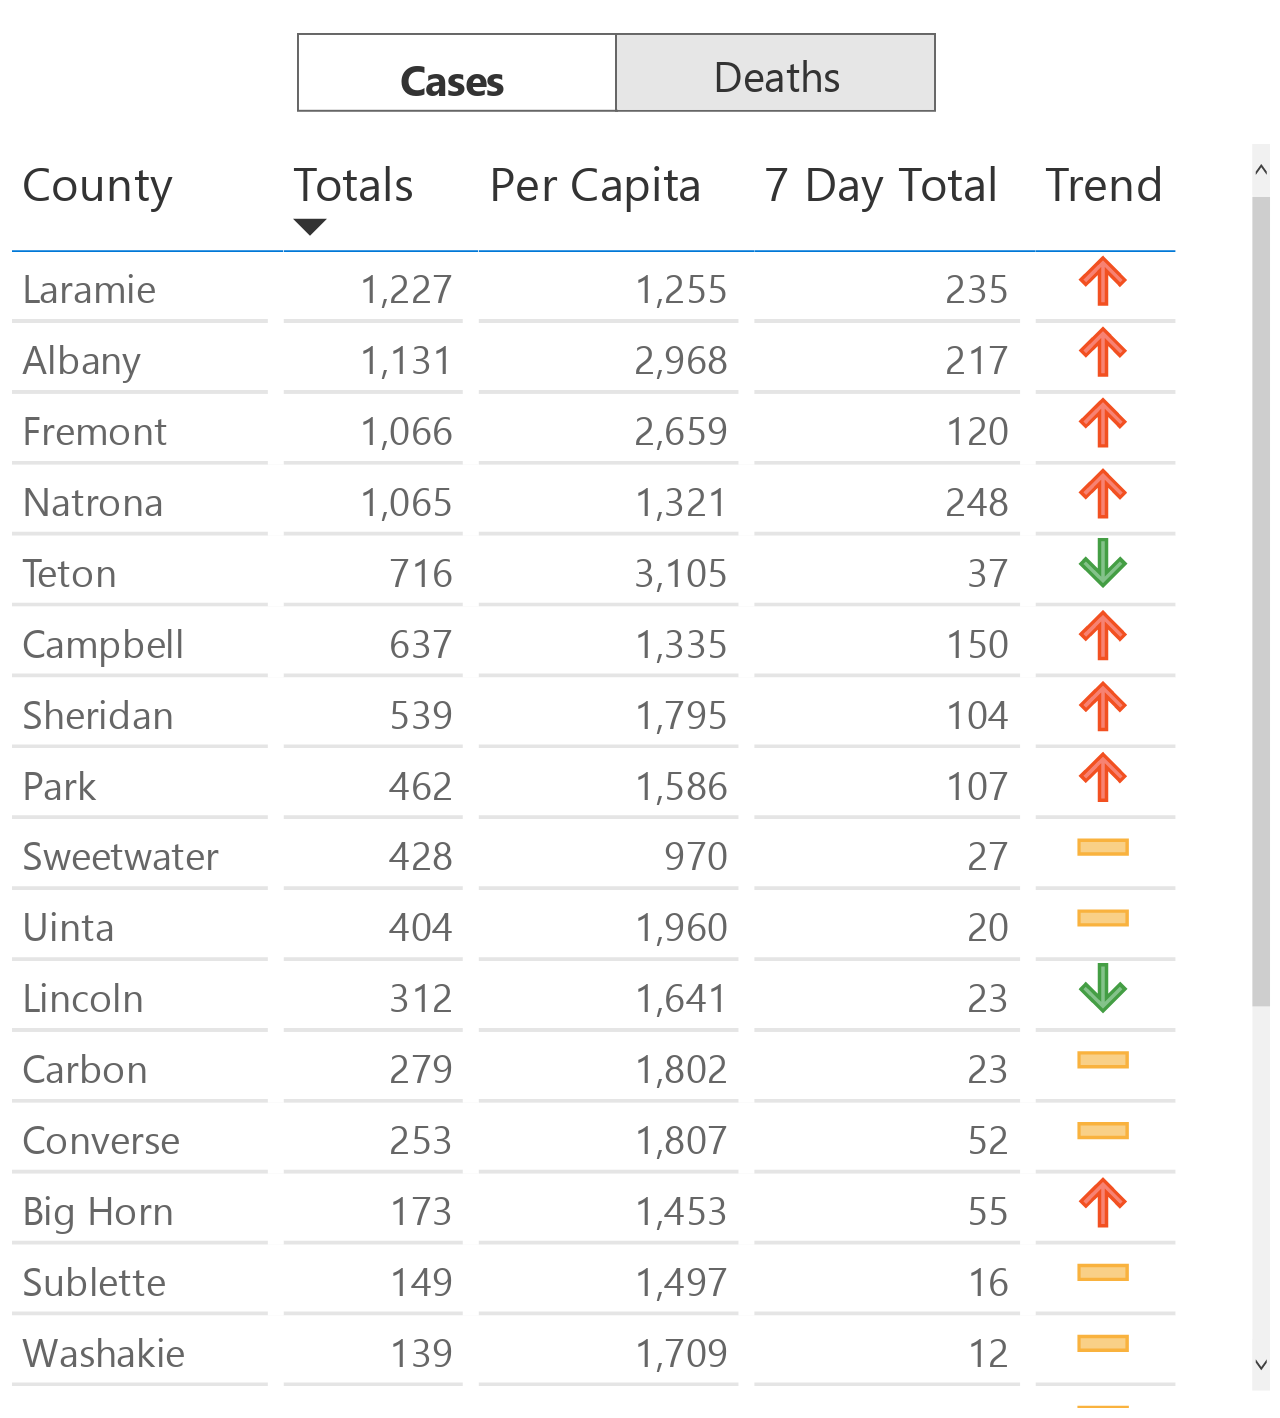 Cases Deaths
County Totals Per Capita 7 Day Total Trend
Laramie 1,227 1,255 235
Albany 1,131 2,968 217
Fremont 1,066 2,659 120
Natrona 1,065 1,321 248
Teton 716 3,105 37
Campbell 637 1,335 150
Sheridan 539 1,795 104
Park 462 1,586 107
Sweetwater 428 970 27
Uinta 404 1,960 20
Lincoln 312 1,641 23
Carbon 279 1,802 23
Converse 253 1,807 52
Big Horn 173 1,453 55
Sublette 149 1,497 16
Washakie 139 1,709 12